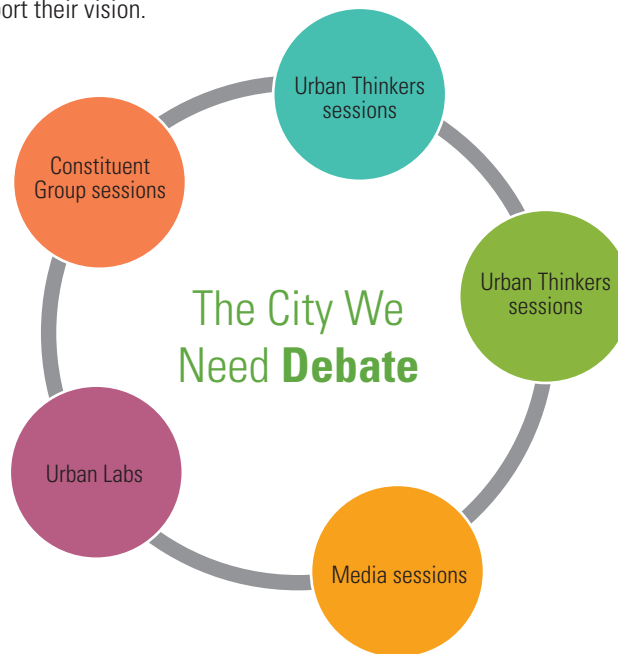 port their vision.
Urban Thinkers
sessions
Constituent
Group sessions
Urban Thinkers
sessions
The City We
Need Debate
Urban Labs
Media sessions